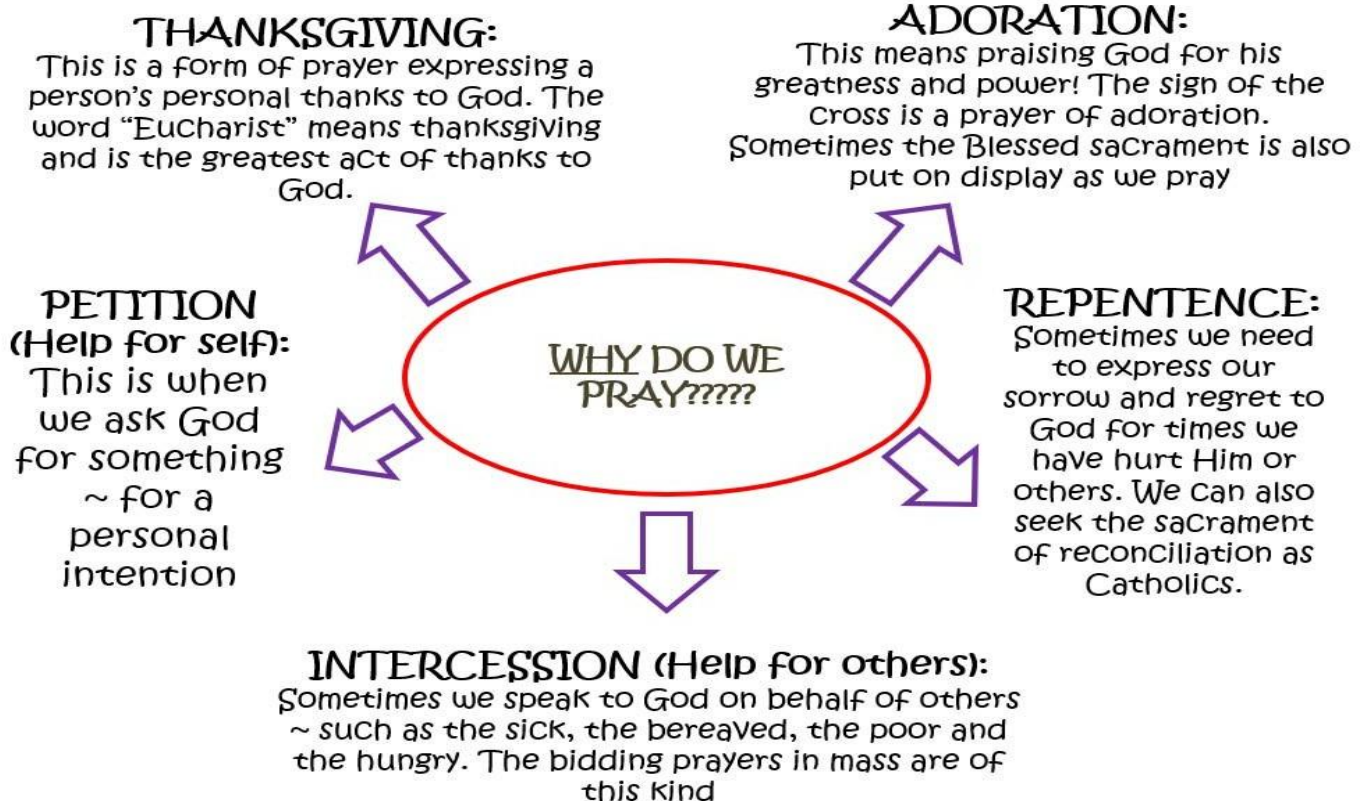 THANKSGIVING:
This is a form of prayer expressing a
person's personal thanks to God. The
word "Eucharist" means thanksgiving
and is the greatest act of thanks to
God.
ADORATION:
This means praising God for his
greatness and power! The sign of the
cross is a prayer of adoration.
Sometimes the Blessed sacrament is also
put on display as we pray
PETITION
(Help for self):
This is when
we ask God
for something
~ for a
personal
intention
WHY DO WE
PRAY?????
REPENTENCE:
Sometimes we need
to express our
sorrow and regret to
God for times we
have hurt Him or
others. We can also
seek the sacrament
of reconciliation as
Catholics.
INTERCESSION (Help for others):
Sometimes we speak to God on behalf of others
~ such as the sick, the bereaved, the poor and
the hungry. The bidding prayers in mass are of
this kind